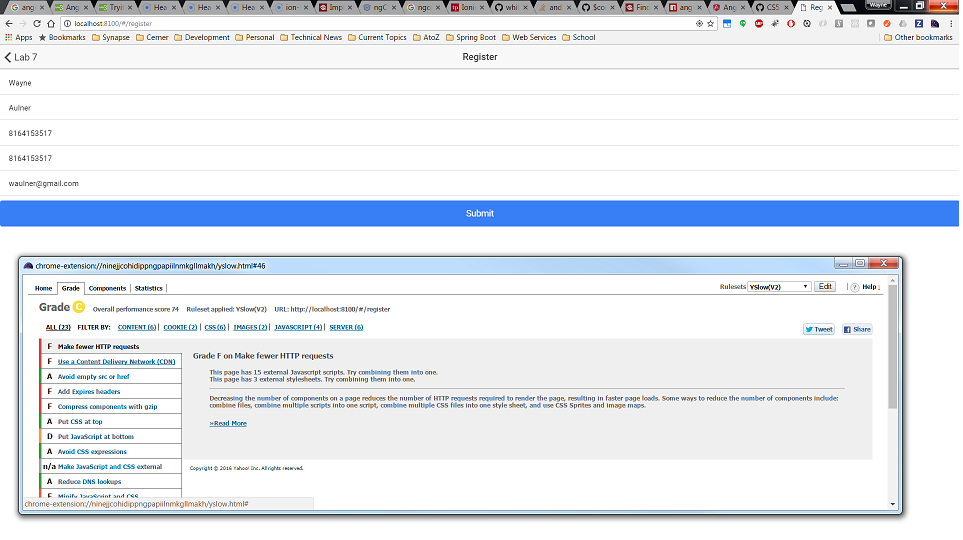 ang
Ang
Tryi
Hea
Hea
Hea
ion-
Imp
ngC
ngc
Ioni
$cc
Finc
ang
whi
and
$co
Find
ang
Ang
CS5
Reg
Wayne
localhost:8100/#/register
Apps Bookmarks Synapse Cerner Development Personal Technical News Current Topics AtoZ Spring Boot Web Services School Other bookmarks
Lab 7 Register
Wayne
Aulner
8164153517
8164153517
waulner@gmail.com
Submit
chrome-extension://ninejjcohidippngpapiilnmkgllmakh/yslow.html#46
Home Grade Components Statistics Rulesets YSlow(V2) Edit ? Help ↓
Grade C Overall performance score 74 Ruleset applied: YSlow(V2) URL: http://localhost:8100/#/register
ALL (23) FILTER BY: CONTENT (6) | COOKIE (2) | CSS (6) | IMAGES (2) | JAVASCRIPT (4) | SERVER (6) Tweet Share
F Make fewer HTTP requests
F Use a Content Delivery Network (CDN)
A Avoid empty src or href
F Add Expires headers
F Compress components with gzip
A Put CSS at top
D Put JavaScript at bottom
A Avoid CSS expressions
n/a Make JavaScript and CSS external
A Reduce DNS lookups
F Minify JavaScript and CSS
Grade F on Make fewer HTTP requests
This page has 15 external Javascript scripts. Try combining them into one.
This page has 3 external stylesheets. Try combining them into one.
Decreasing the number of components on a page reduces the number of HTTP requests required to render the page, resulting in faster page loads. Some ways to reduce the number of components include:
combine files, combine multiple scripts into one script, combine multiple CSS files into one style sheet, and use CSS Sprites and image maps.
»Read More
Copyright © 2016 Yahoo! Inc. All rights reserved.
chrome-extension://ninejjcohidippngpapiilnmkgllmakh/yslow.html#